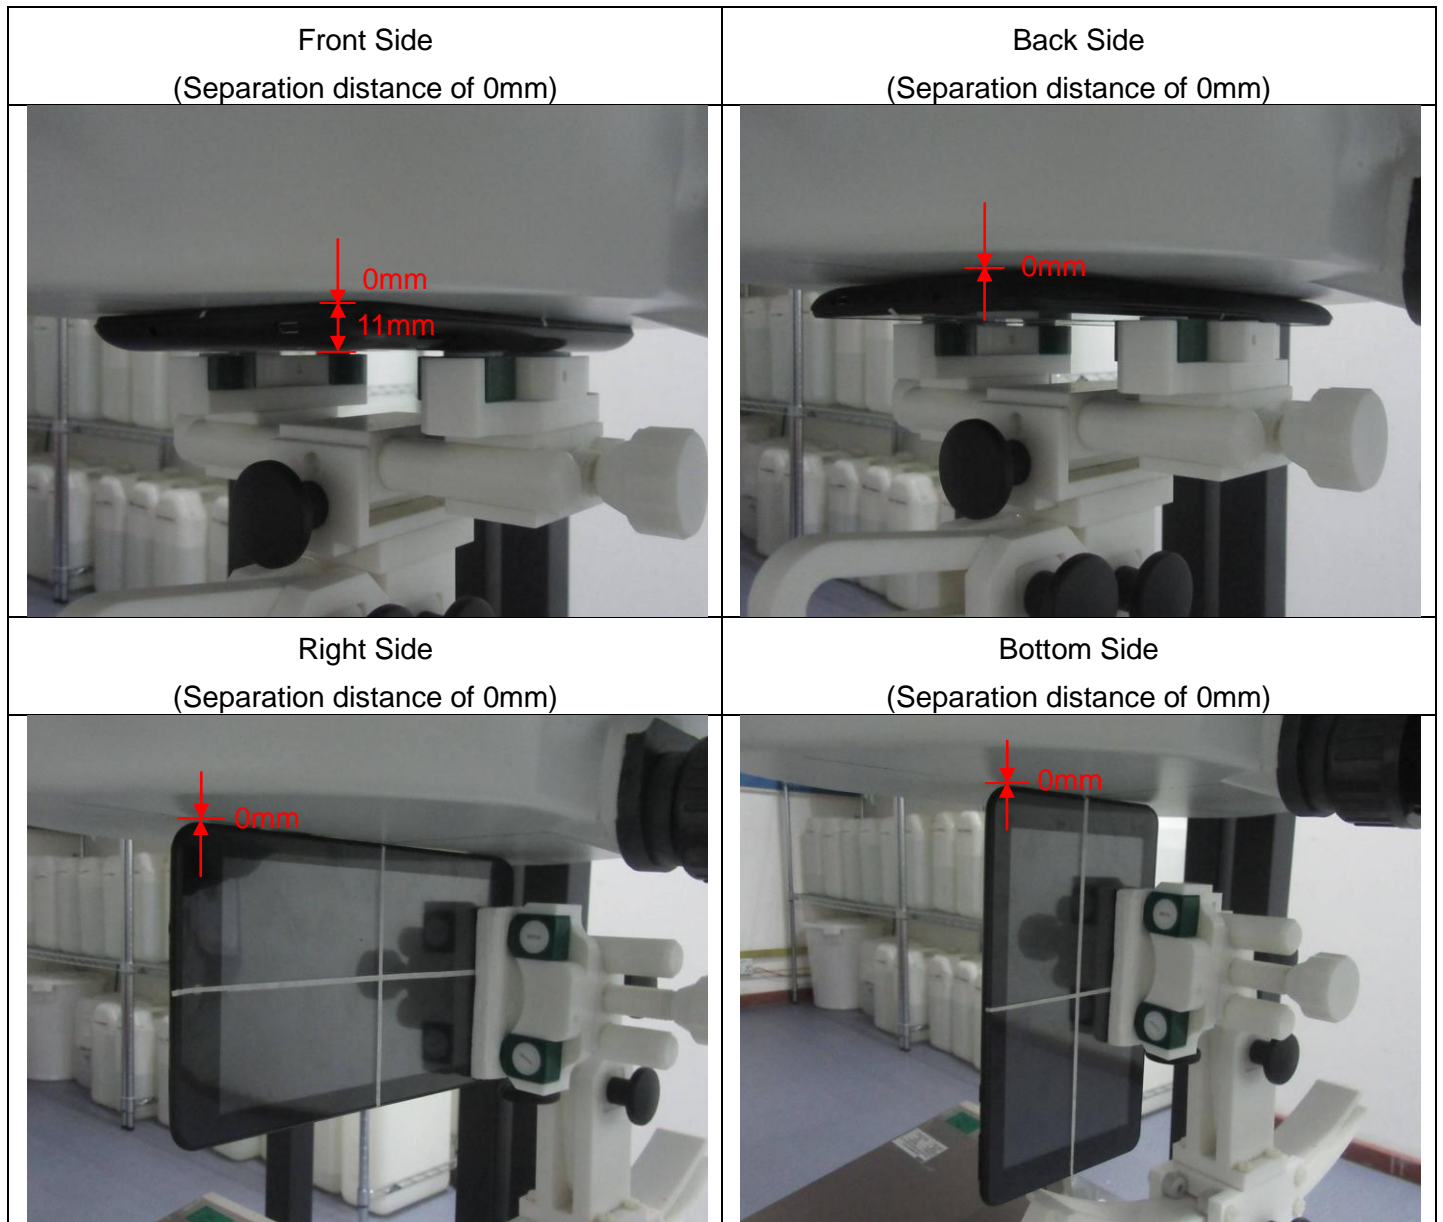 Front Side
(Separation distance of 0mm)
Back Side
(Separation distance of 0mm)
0mm
11mm
0mm
Right Side
(Separation distance of 0mm)
Bottom Side
(Separation distance of 0mm)
0mm
0mm